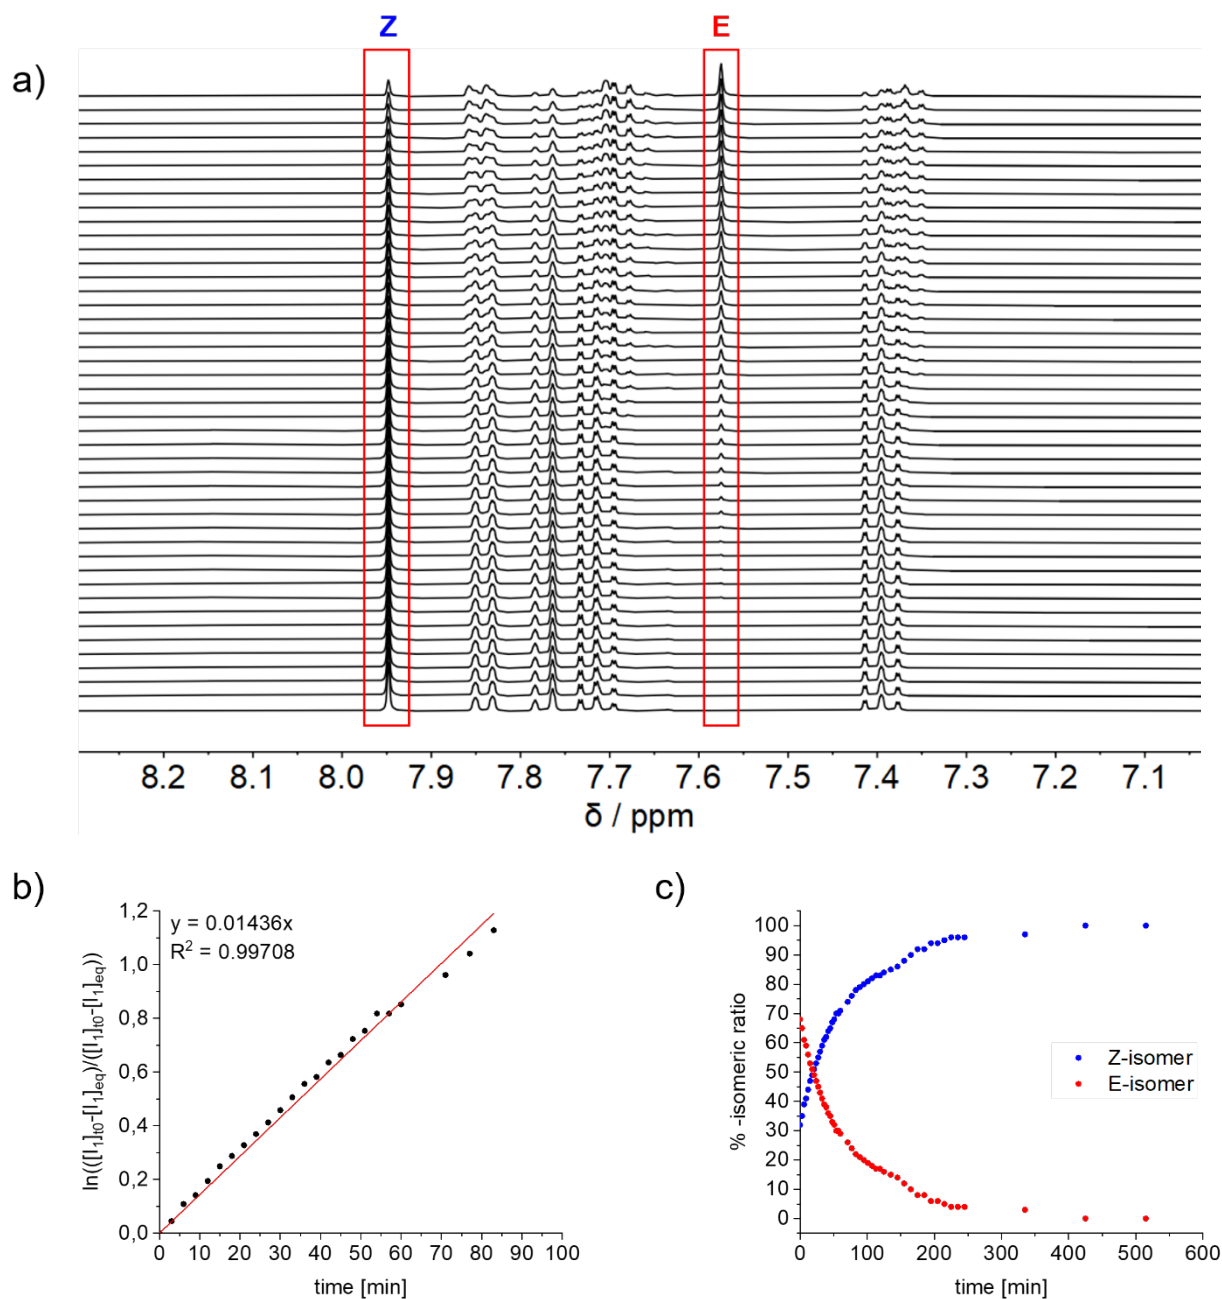 Z E
a)
8.2 8.1 8.0 7.9 7.8 7.7 7.6 7.5 7.4 7.3 7.2 7.1
δ / ppm
b)
1,2
1,0
0,8
0,6
0,4
0,2
0,0
y = 0.01436x
R² = 0.99708
ln(([I₁]ₜ₀-[I₁]ₑq)/([I₁]ₜ₀-[I₁]ₑq))
0 10 20 30 40 50 60 70 80 90 100
time [min]
c)
100
90
80
70
60
50
40
30
20
10
0
% -isomeric ratio
Z-isomer
E-isomer
0 100 200 300 400 500 600
time [min]